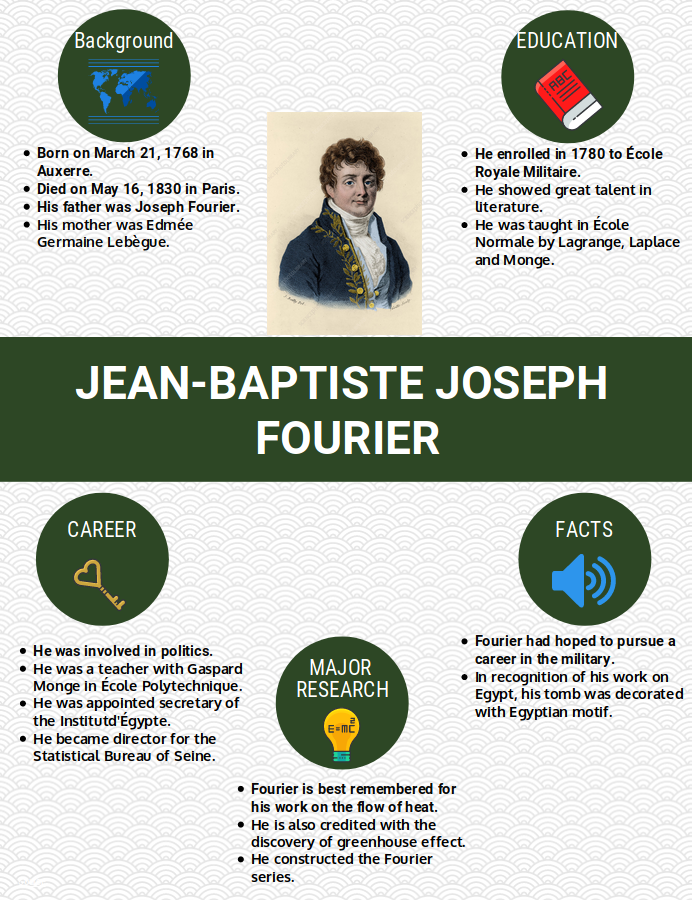 Background
Born on March 21, 1768 in
Auxerre.
Died on May 16, 1830 in Paris.
His father was Joseph Fourier.
His mother was Edmée
Germaine Lebègue.
EDUCATION
ABC
He enrolled in 1780 to École
Royale Militaire.
He showed great talent in
literature.
He was taught in École
Normale by Lagrange, Laplace
and Monge.
JEAN-BAPTISTE JOSEPH
FOURIER
CAREER
He was involved in politics.
He was a teacher with Gaspard
Monge in École Polytechnique.
He was appointed secretary of
the Institutd'Égypte.
He became director for the
Statistical Bureau of Seine.
MAJOR
RESEARCH
E=MC2
Fourier is best remembered for
his work on the flow of heat.
He is also credited with the
discovery of greenhouse effect.
He constructed the Fourier
series.
FACTS
Fourier had hoped to pursue a
career in the military.
In recognition of his work on
Egypt, his tomb was decorated
with Egyptian motif.